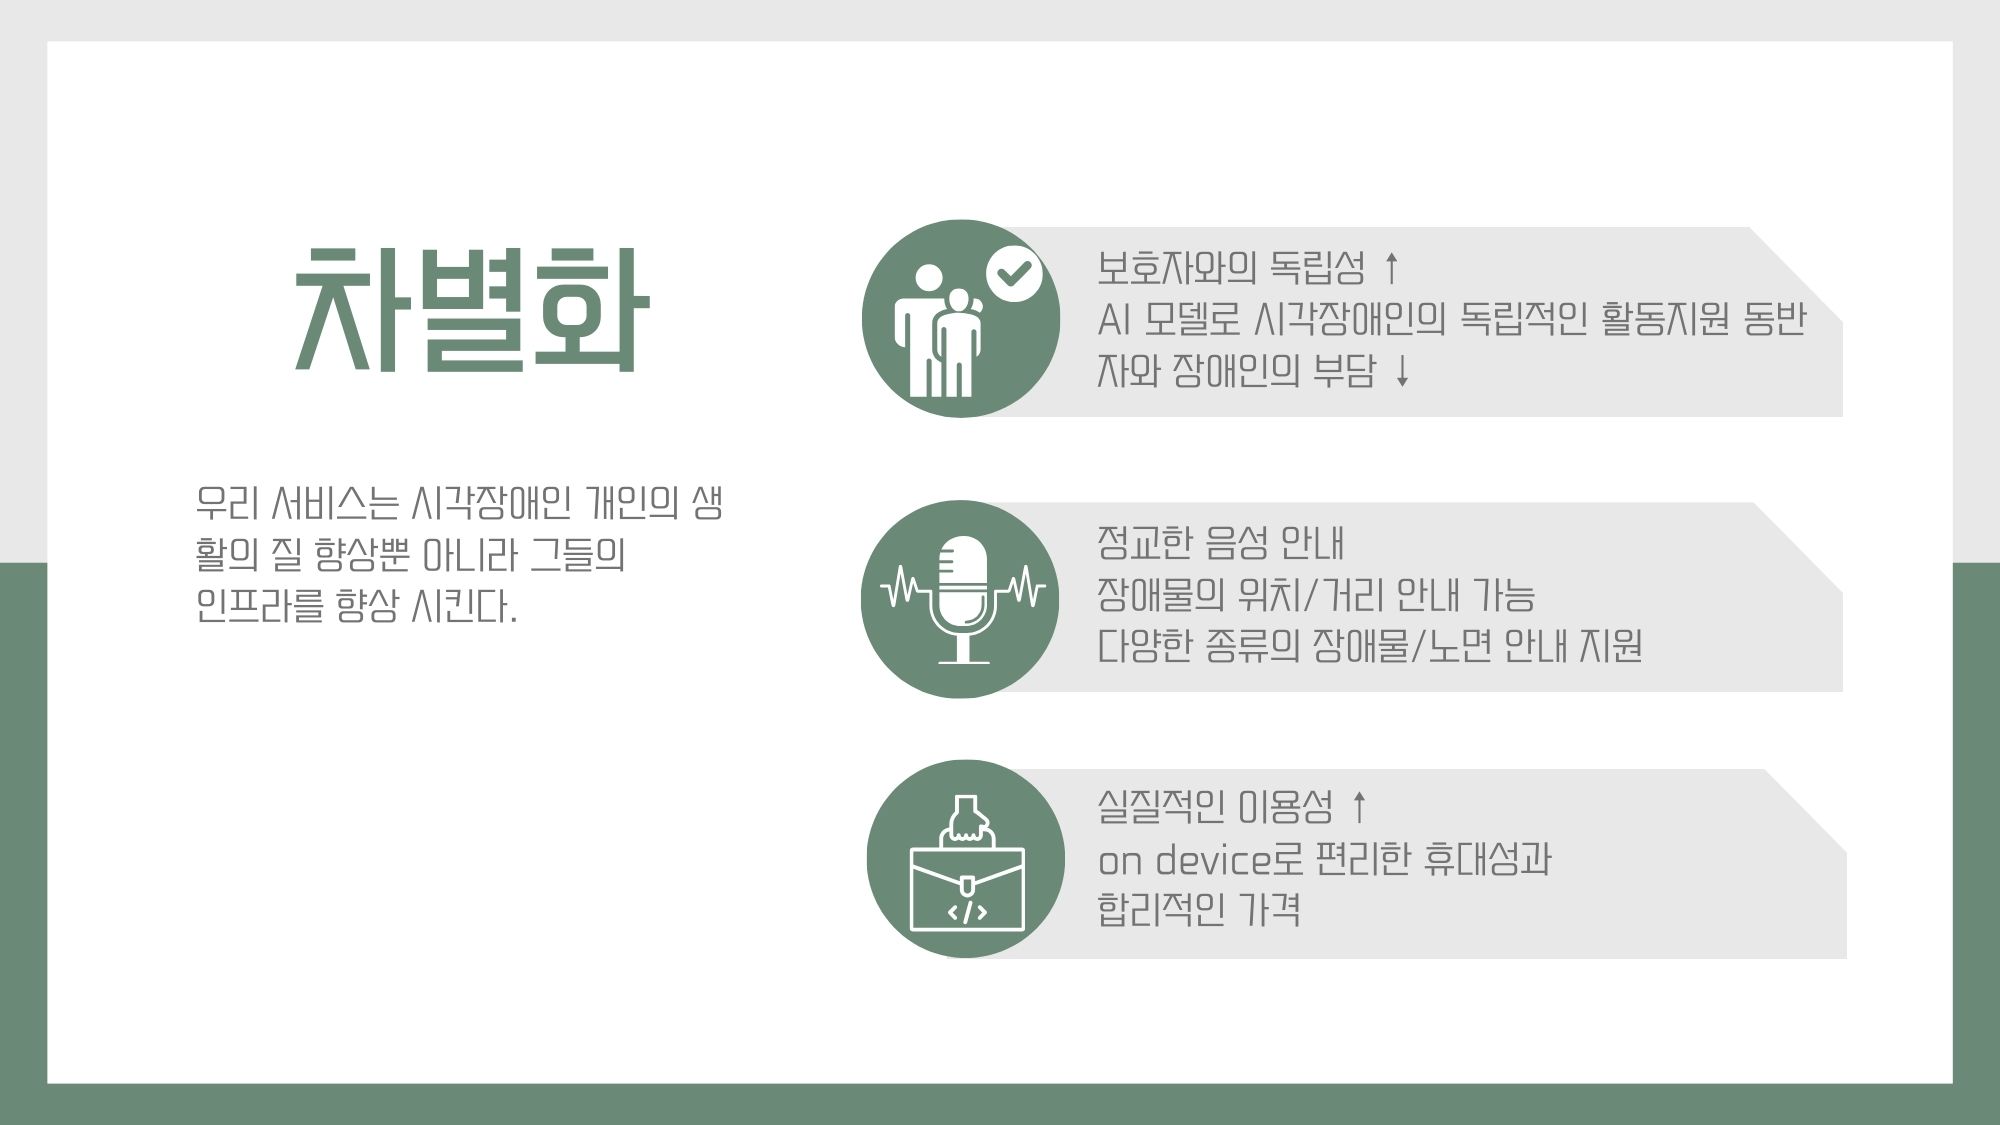 차별화
우리 서비스는 시각장애인 개인의 생
활의 질 향상뿐 아니라 그들의
인프라를 향상 시킨다.
보호자와의 독립성 ↑
AI 모델로 시각장애인의 독립적인 활동지원 동반
자와 장애인의 부담 ↓
정교한 음성 안내
장애물의 위치/거리 안내 가능
다양한 종류의 장애물/노면 안내 지원
실질적인 이용성 ↑
on device로 편리한 휴대성과
합리적인 가격